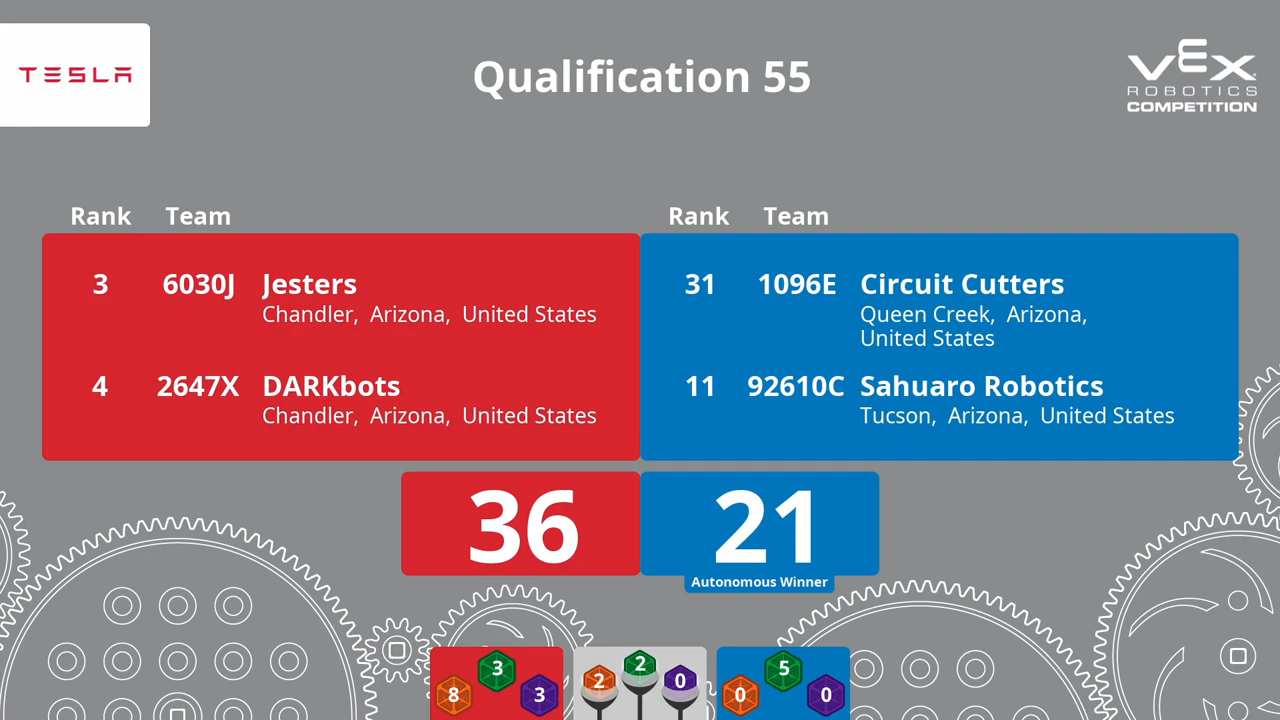 TESLA
Qualification 55
VEX
ROBOTICS
COMPETITION
Rank Team
3 6030J Jesters
Chandler, Arizona, United States
4 2647X DARKbots
Chandler, Arizona, United States
Rank Team
31 1096E Circuit Cutters
Queen Creek, Arizona,
United States
11 92610C Sahuaro Robotics
Tucson, Arizona, United States
36 21
Autonomous Winner
8 3 3
2 2 0
0 5 0